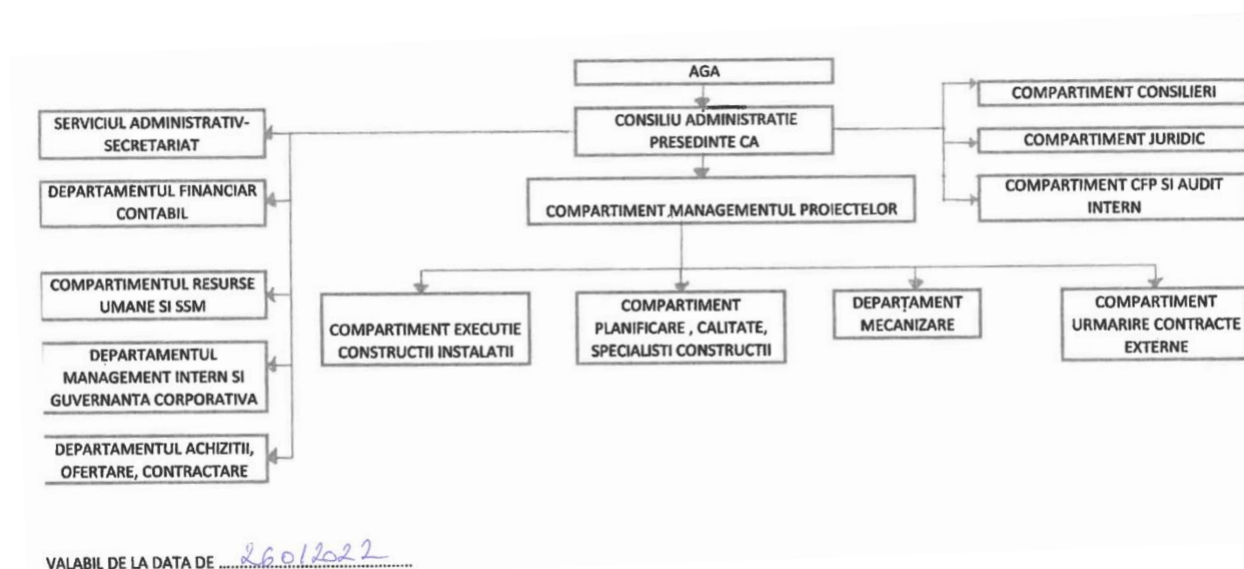 AGA
CONSILIU ADMINISTRATIE
PRESEDINTE CA
COMPARTIMENT CONSILIERI
COMPARTIMENT JURIDIC
COMPARTIMENT CFP SI AUDIT
INTERN
SERVICIUL ADMINISTRATIV-
SECRETARIAT
DEPARTAMENTUL FINANCIAR
CONTABIL
COMPARTIMENTUL RESURSE
UMANE SI SSM
DEPARTAMENTUL
MANAGEMENT INTERN SI
GUVERNANTA CORPORATIVA
DEPARTAMENTUL ACHIZITII,
OFERTARE, CONTRACTARE
COMPARTIMENT MANAGEMENTUL PROIECTELOR
COMPARTIMENT EXECUTIE
CONSTRUCTII INSTALATII
COMPARTIMENT
PLANIFICARE , CALITATE,
SPECIALISTI CONSTRUCTII
DEPARTAMENT
MECANIZARE
COMPARTIMENT
URMARIRE CONTRACTE
EXTERNE
VALABIL DE LA DATA DE 26012022